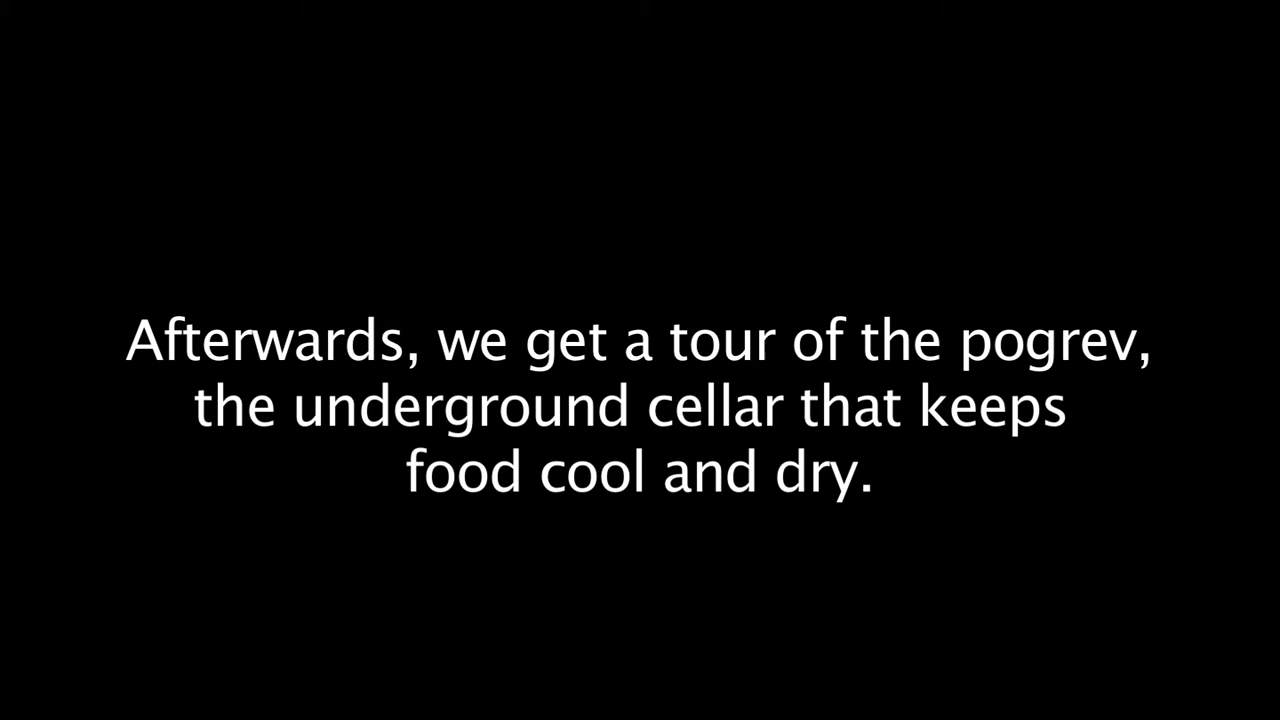 Afterwards, we get a tour of the pogrev,
the underground cellar that keeps
food cool and dry.